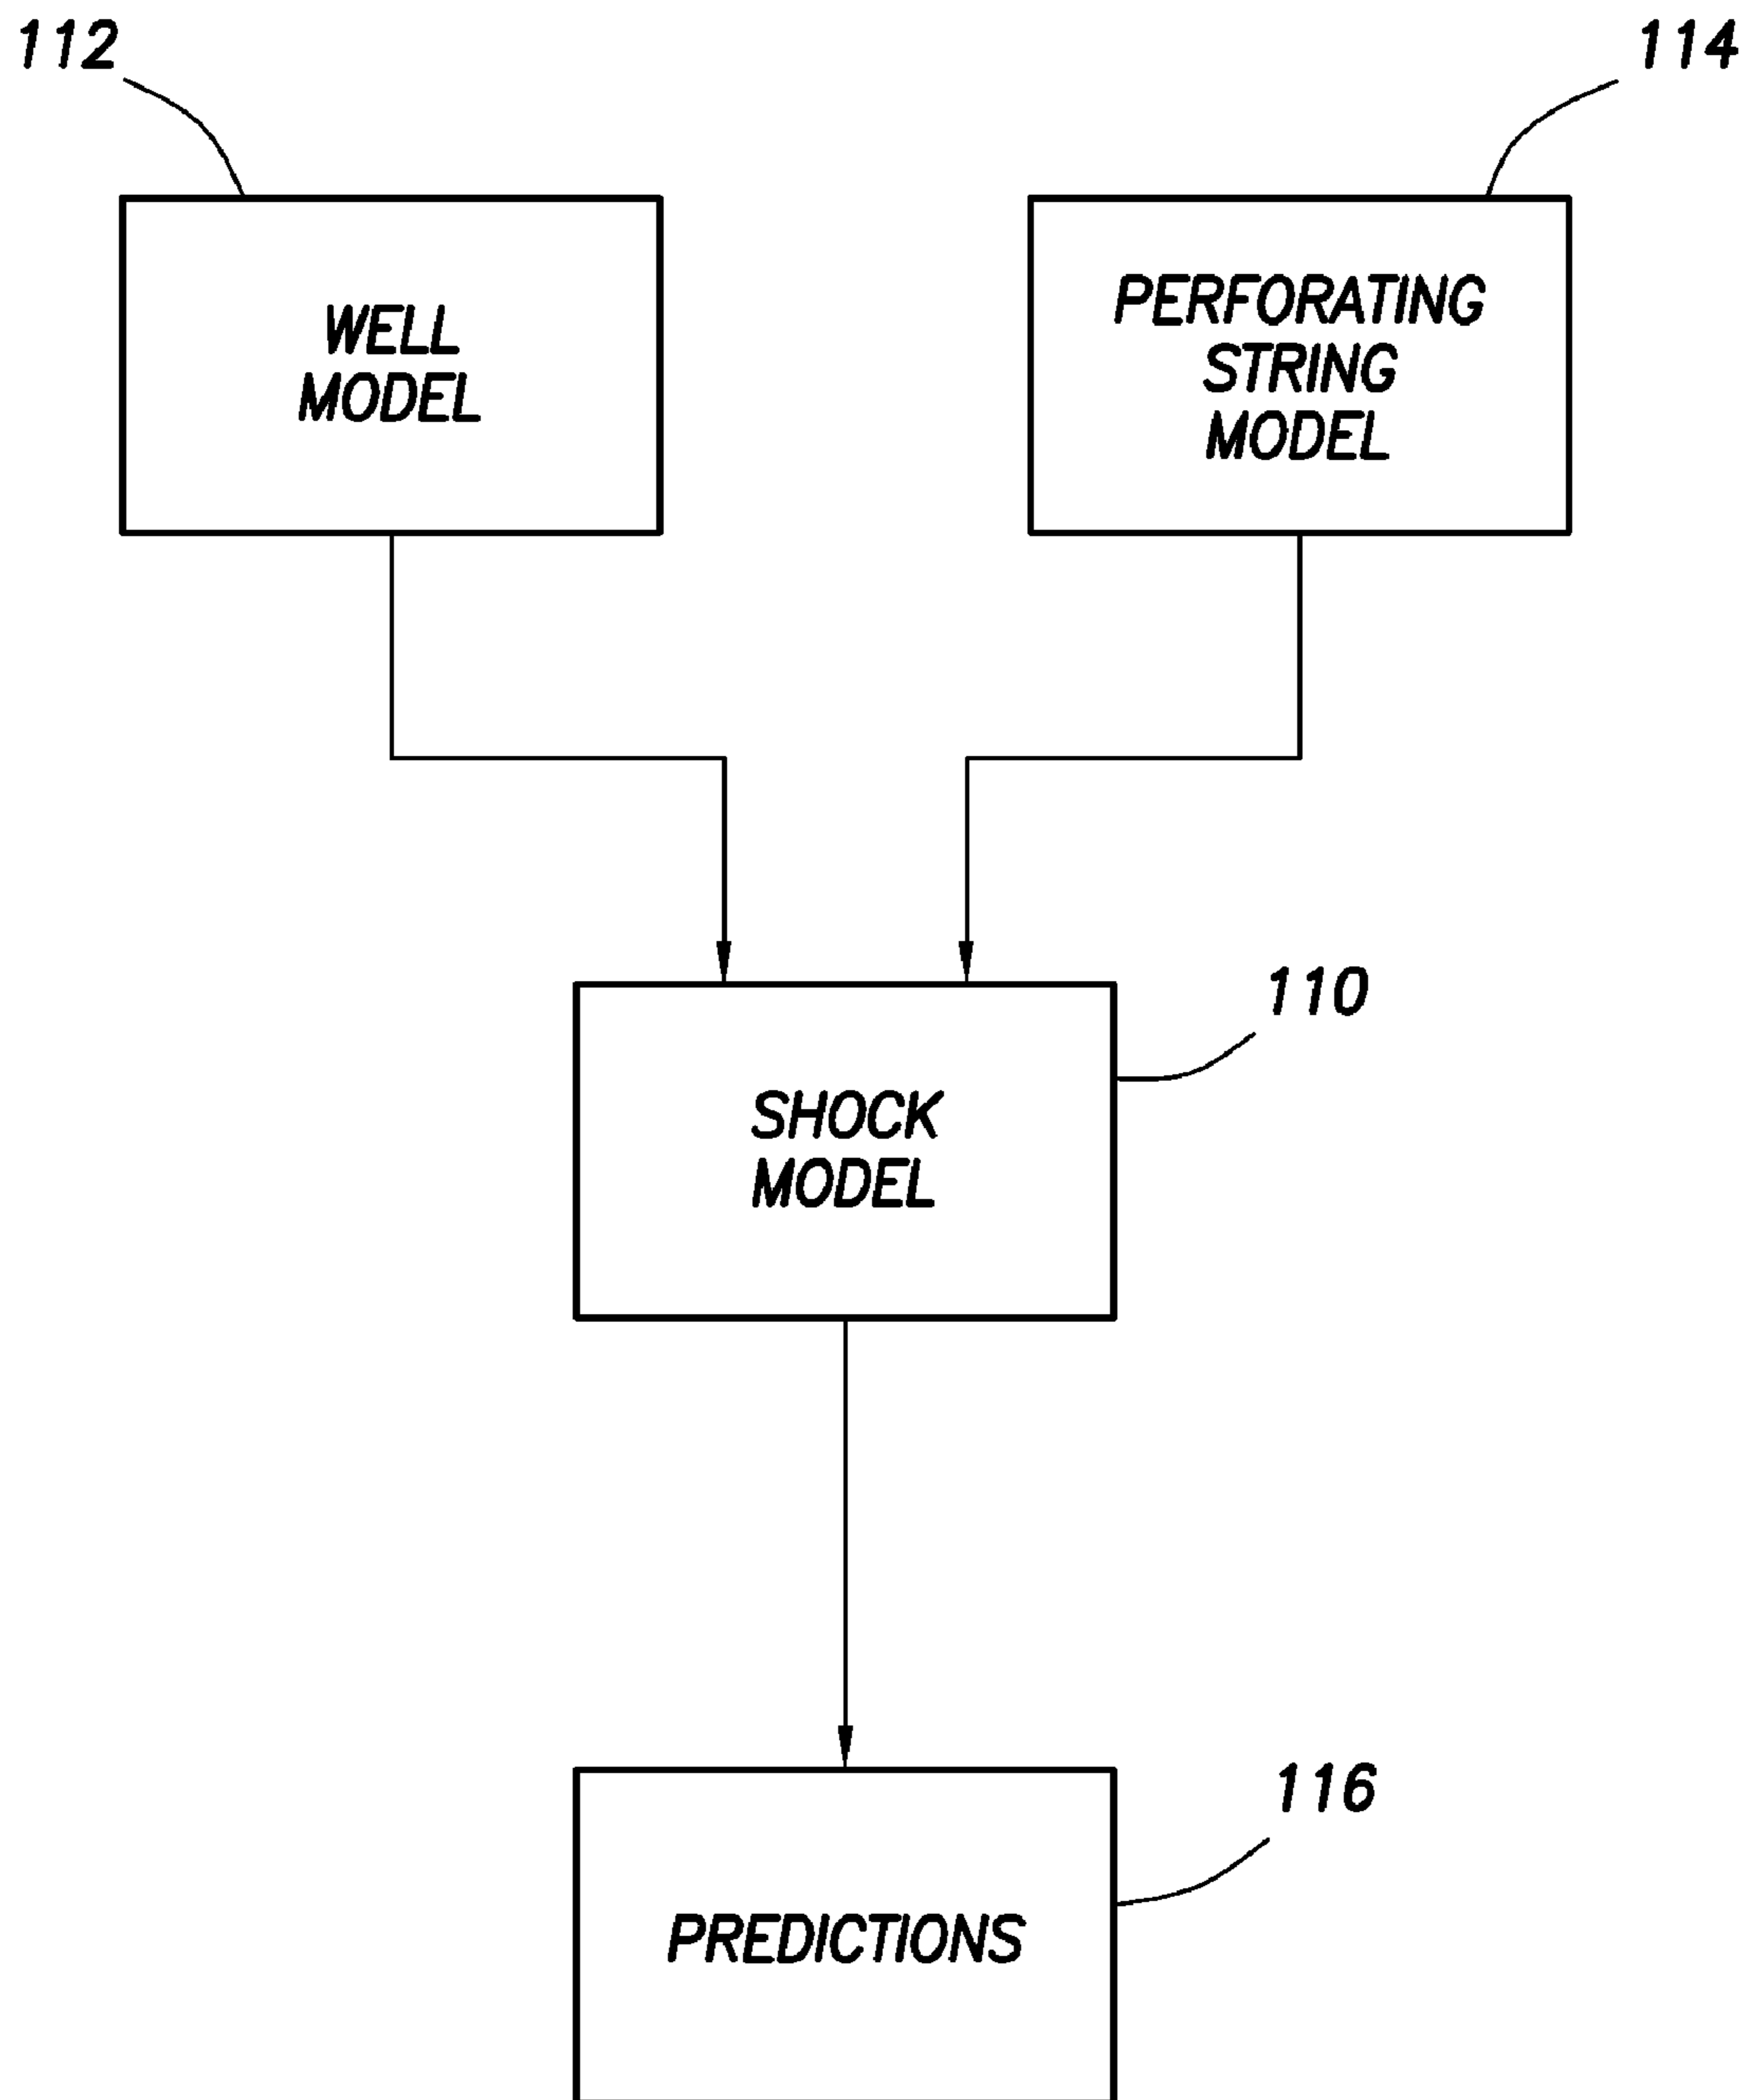 112
114
WELL
MODEL
PERFORATING
STRING
MODEL
110
SHOCK
MODEL
116
PREDICTIONS